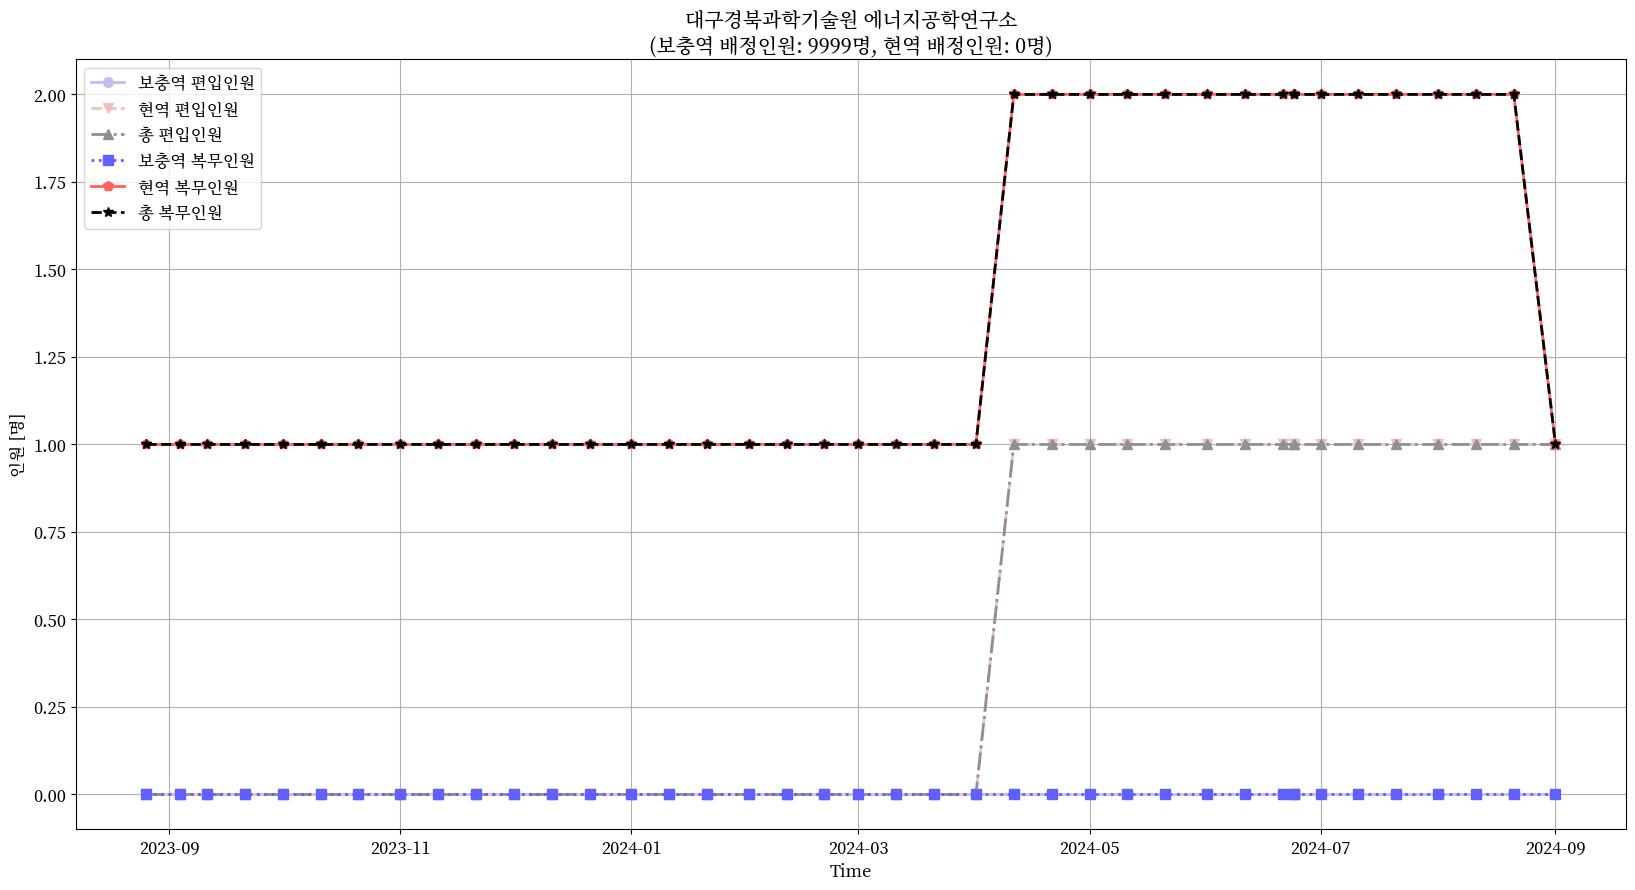 대구경북과학기술원 에너지공학연구소
(보충역 배정인원: 9999명, 현역 배정인원: 0명)
보충역 편입인원
현역 편입인원
총 편입인원
보충역 복무인원
현역 복무인원
총 복무인원
인원 [명]
2.00
1.75
1.50
1.25
1.00
0.75
0.50
0.25
0.00
2023-09
2023-11
2024-01
2024-03
2024-05
2024-07
2024-09
Time